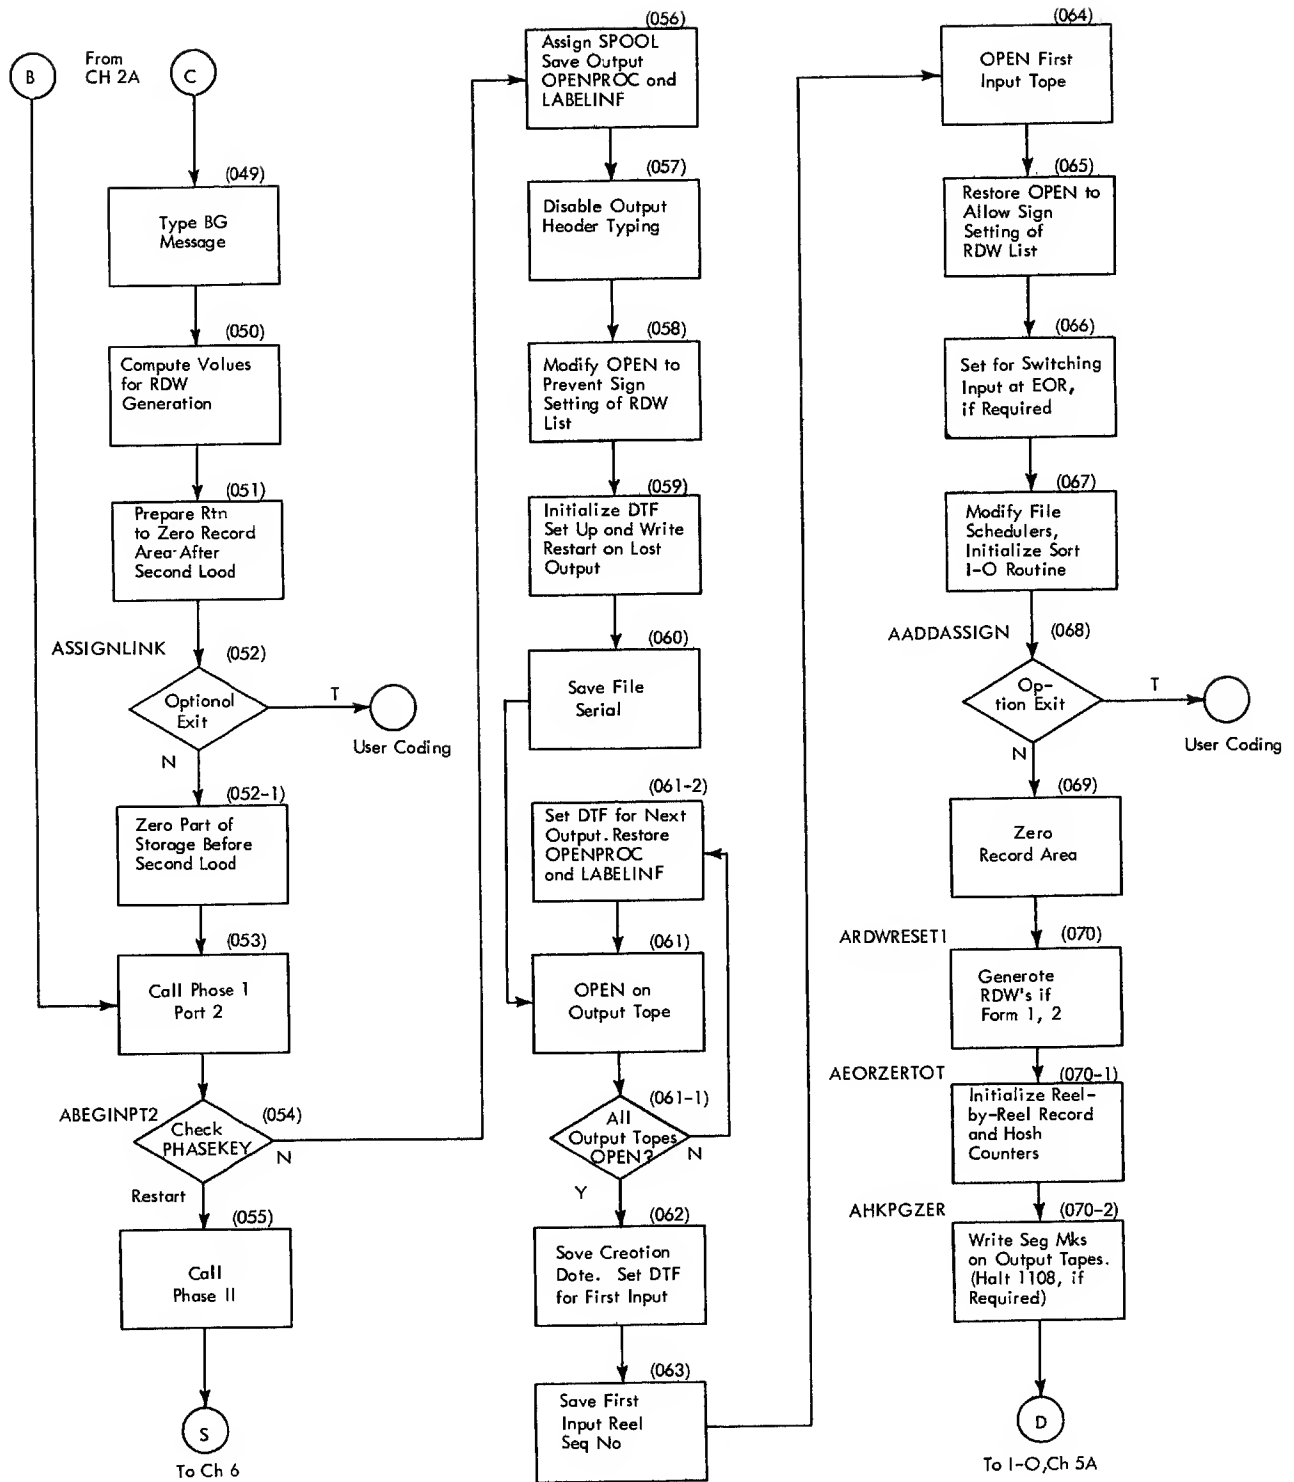 B
From
CH 2A
C
(049)
Type BG
Message
(050)
Compute Values
for RDW
Generation
(051)
Prepare Rtn
to Zero Record
Area-After
Second Lood
ASSIGNLINK
(052)
Optional
Exit
T
User Coding
N
(052-1)
Zero Part of
Storage Before
Second Lood
(053)
Call Phase 1
Port 2
ABEGINPT2
(054)
Check
PHASEKEY
N
Restart
(055)
Call
Phase II
S
To Ch 6
(056)
Assign SPOOL
Save Output
OPENPROC and
LABELINF
(057)
Disable Output
Heoder Typing
(058)
Modify OPEN to
Prevent Sign
Setting of RDW
List
(059)
Initialize DTF
Set Up and Write
Restart on Lost
Output
(060)
Save File
Serial
(061-2)
Set DTF for Next
Output. Restore
OPENPROC
and LABELINF
(061)
OPEN on
Output Tope
(061-1)
All
Output Topes
OPEN?
N
Y
(062)
Sove Creotion
Dote. Set DTF
for First Input
(063)
Save First
Input Reel
Seq No
(064)
OPEN First
Input Tope
(065)
Restore OPEN to
Allow Sign
Setting of
RDW List
(066)
Set for Switching
Input at EOR,
if Required
(067)
Modify File
Schedulers,
Initialize Sort
I-O Routine
AADDASSIGN
(068)
Op-
tion Exit
T
User Coding
N
(069)
Zero
Record Area
ARDWRESET1
(070)
Generate
RDW's if
Form 1, 2
AEORZERTOT
(070-1)
Initialize Reel-
by-Reel Record
and Hosh
Counters
AHKPGZER
(070-2)
Write Seg Mks
on Output Tapes.
(Halt 1108, if
Required)
D
To I-O,Ch 5A